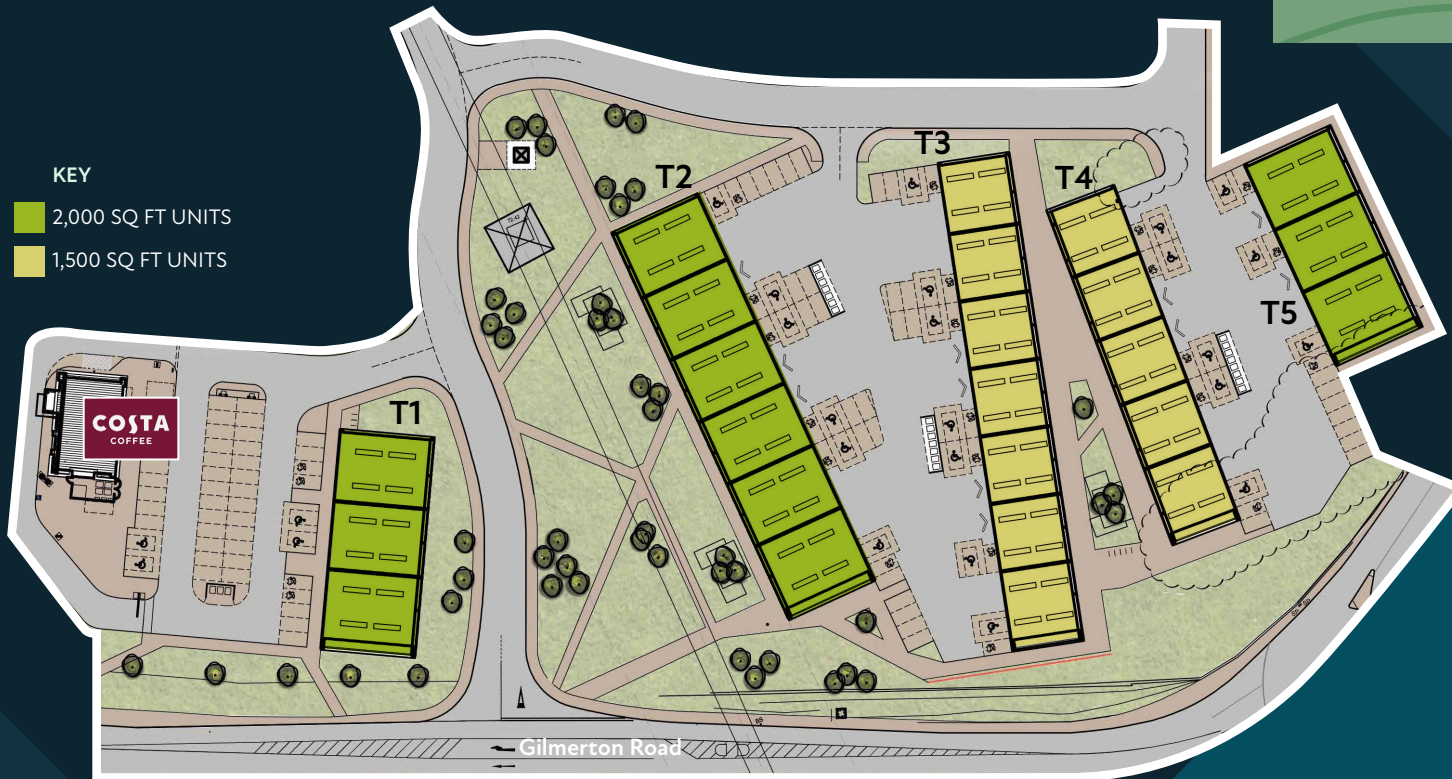 KEY
2,000 SQ FT UNITS
1,500 SQ FT UNITS
COSTA
COFFEE
T1
T2
T3
T4
T5
Gilmerton Road